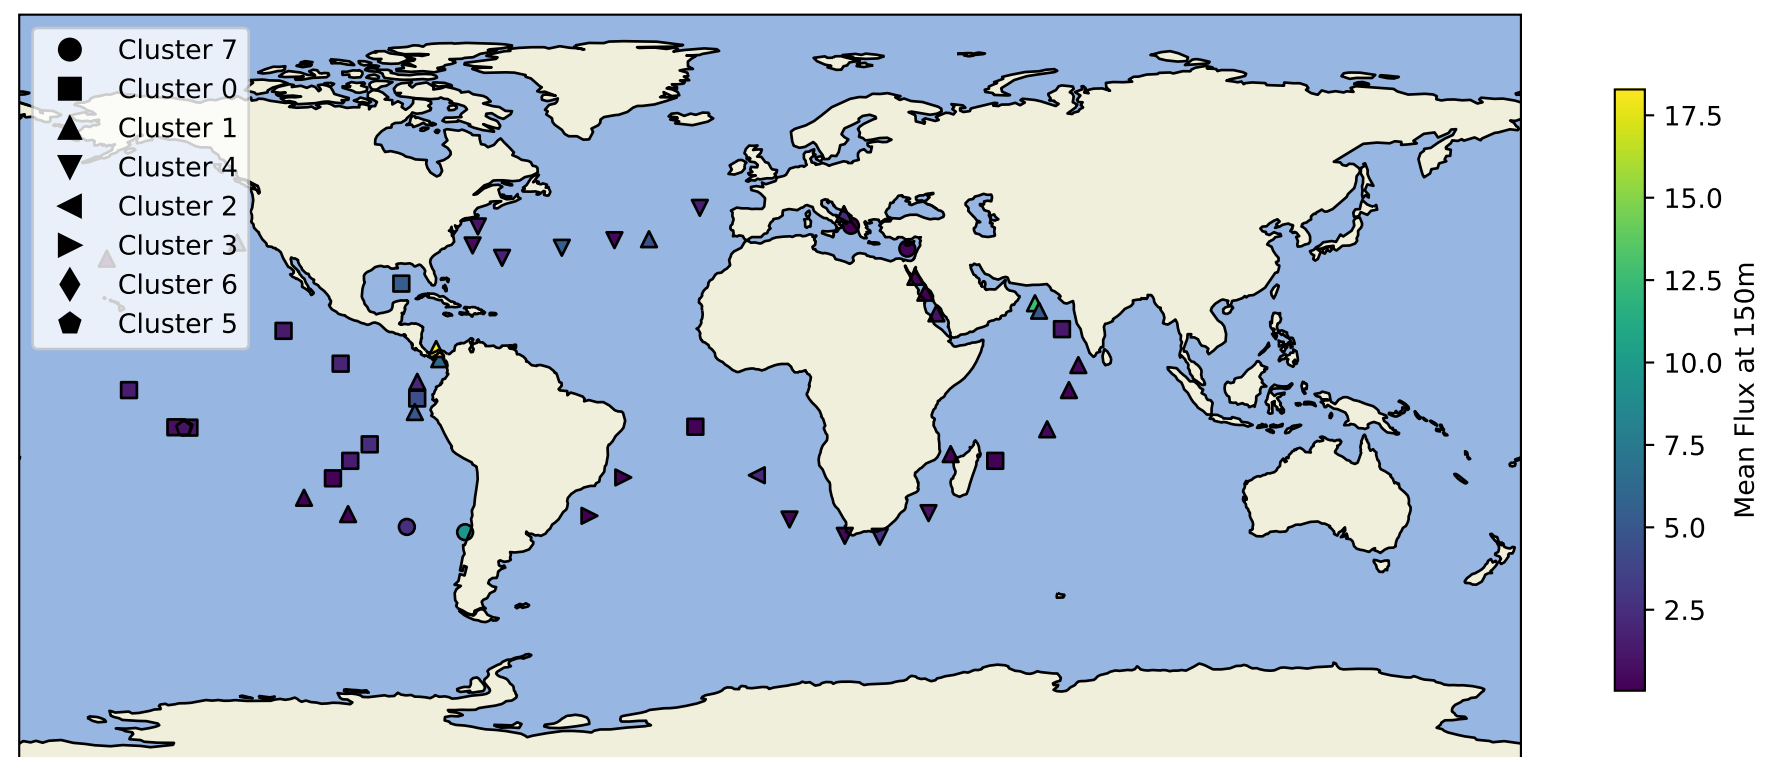 Cluster 7
Cluster 0
Cluster 1
Cluster 4
Cluster 2
Cluster 3
Cluster 6
Cluster 5
17.5
15.0
12.5
10.0
7.5
5.0
2.5
Mean Flux at 150m